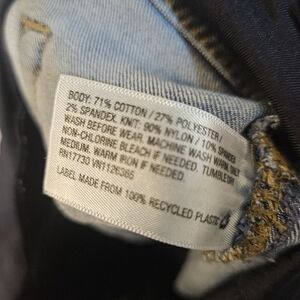 BODY: 71% COTTON / 27% POLYESTER /
2% SPANDEX. KNIT: 90% NYLON / 10% SPANDEX
WASH BEFORE WEAR. MACHINE WASH WARM. ONLY
NON-CHLORINE BLEACH IF NEEDED. TUMBLE DRY
MEDIUM. WARM IRON IF NEEDED.
RN17730 VN1126365
LABEL MADE FROM 100% RECYCLED PLASTIC